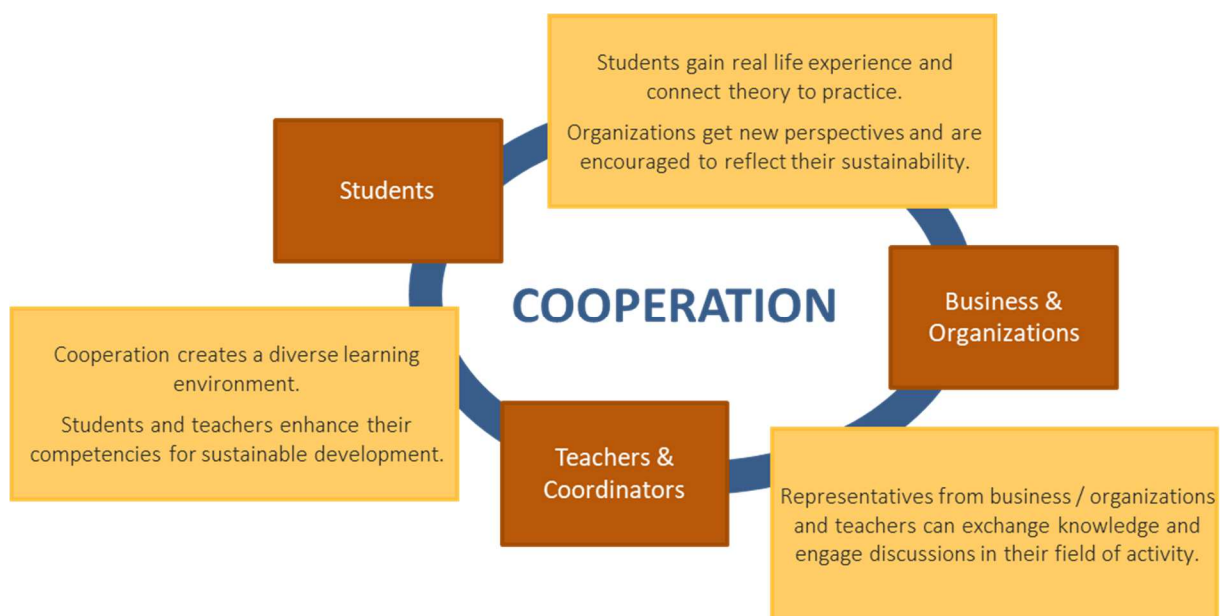 Students gain real life experience and
connect theory to practice.
Organizations get new perspectives and are
encouraged to reflect their sustainability.
Students
COOPERATION
Business &
Organizations
Cooperation creates a diverse learning
environment.
Students and teachers enhance their
competencies for sustainable development.
Teachers &
Coordinators
Representatives from business / organizations
and teachers can exchange knowledge and
engage discussions in their field of activity.